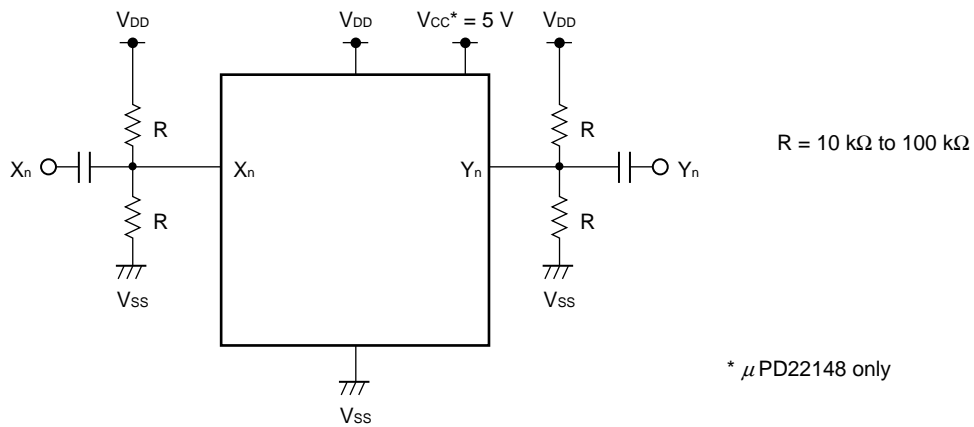 VDD
VDD
VCC* = 5 V
VDD
R
R
R = 10 kΩ to 100 kΩ
Xn
Xn
Yn
Yn
R
R
VSS
VSS
* μPD22148 only
VSS